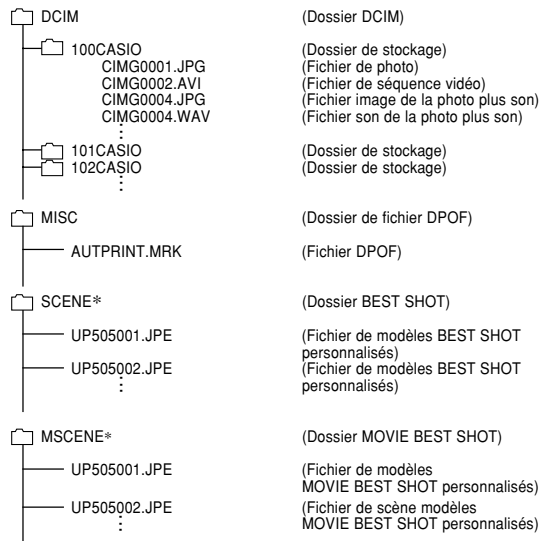 DCIM (Dossier DCIM)
100CASIO (Dossier de stockage)
CIMG0001.JPG (Fichier de photo)
CIMG0002.AVI (Fichier de séquence vidéo)
CIMG0004.JPG (Fichier image de la photo plus son)
CIMG0004.WAV (Fichier son de la photo plus son)
101CASIO (Dossier de stockage)
102CASIO (Dossier de stockage)
MISC (Dossier de fichier DPOF)
AUTPRINT.MRK (Fichier DPOF)
SCENE* (Dossier BEST SHOT)
UP505001.JPE (Fichier de modèles BEST SHOT
personnalisés)
UP505002.JPE (Fichier de modèles BEST SHOT
personnalisés)
MSCENE* (Dossier MOVIE BEST SHOT)
UP505001.JPE (Fichier de modèles
MOVIE BEST SHOT personnalisés)
UP505002.JPE (Fichier de scène modèles
MOVIE BEST SHOT personnalisés)